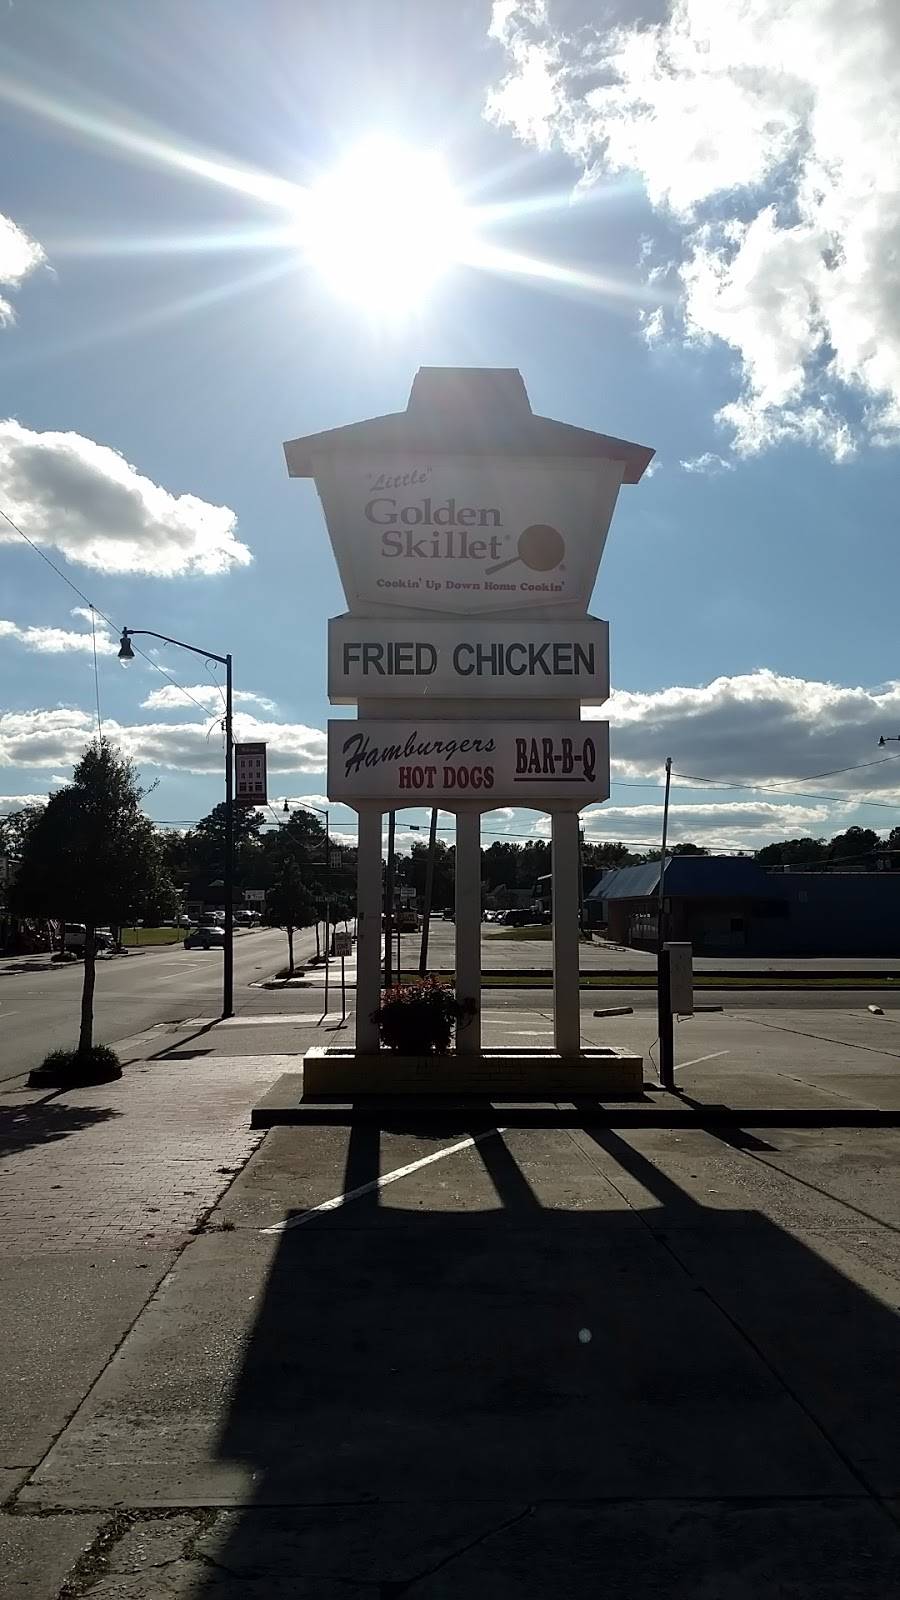 "Little"
Golden
Skillet®
®
Cookin' Up Down Home Cookin'
FRIED CHICKEN
Hamburgers
HOT DOGS
BAR-B-Q